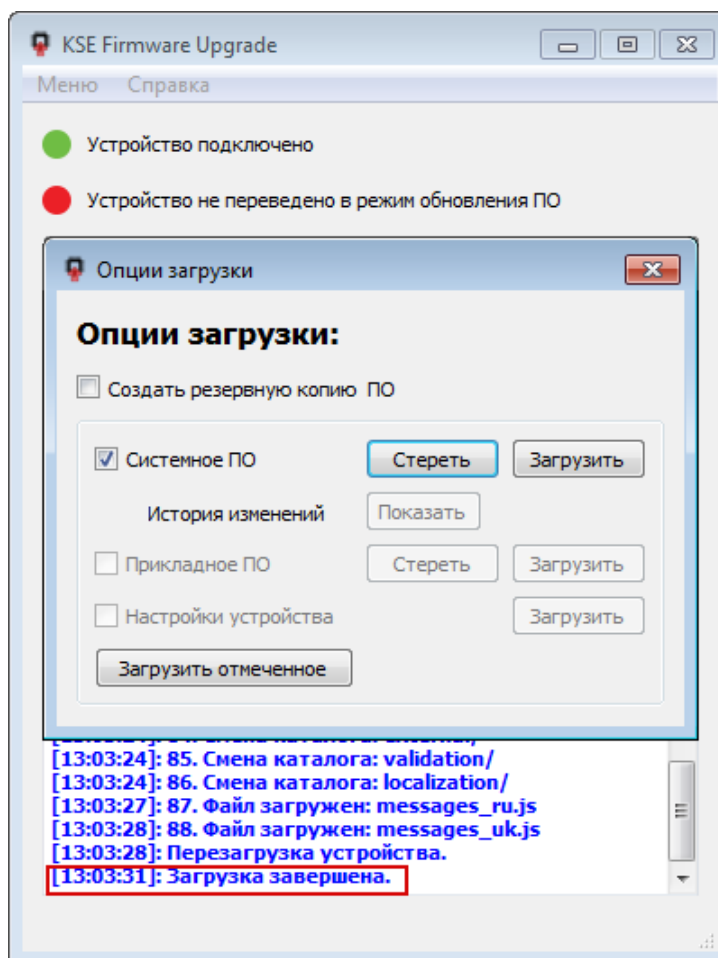 KSE Firmware Upgrade
Меню Справка
Устройство подключено
Устройство не переведено в режим обновления ПО
Опции загрузки
Опции загрузки:
Создать резервную копию ПО
Системное ПО Стереть Загрузить
История изменений Показать
Прикладное ПО Стереть Загрузить
Настройки устройства Загрузить
Загрузить отмеченное
[13:03:24]: 85. Смена каталога: validation/
[13:03:24]: 86. Смена каталога: localization/
[13:03:27]: 87. Файл загружен: messages_ru.js
[13:03:28]: 88. Файл загружен: messages_uk.js
[13:03:28]: Перезагрузка устройства.
[13:03:31]: Загрузка завершена.